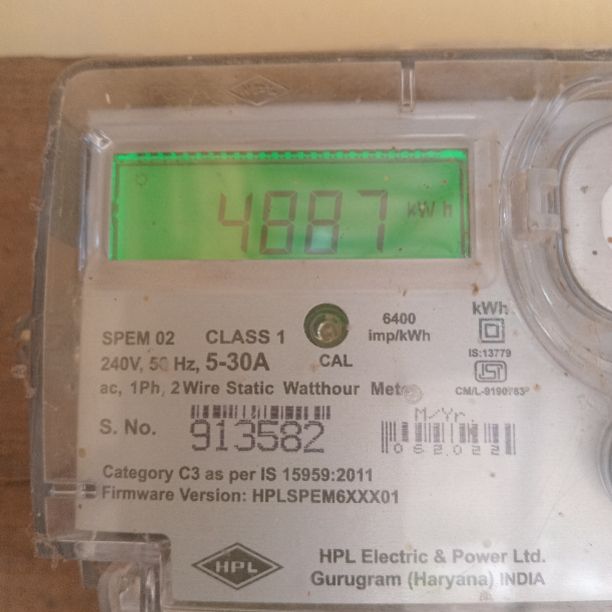 4887 kWh
SPEM 02 CLASS 1
6400 imp/kWh
kWh
240V, 50 Hz, 5-30A
CAL
IS:13779
ac, 1Ph, 2 Wire Static Watthour Meter
S. No. 913582
M/Yr.
062022
Category C3 as per IS 15959:2011
Firmware Version: HPLSPEM6XXX01
HPL
HPL Electric & Power Ltd.
Gurugram (Haryana) INDIA